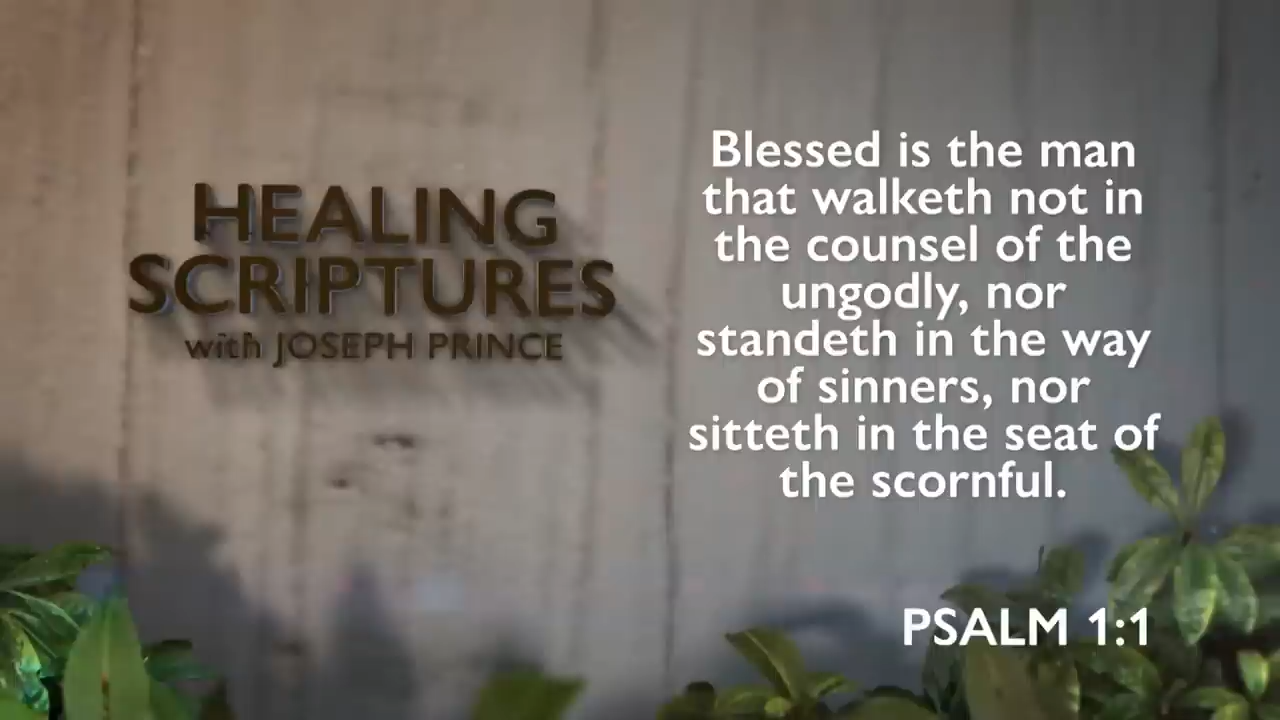 HEALING
SCRIPTURES
with JOSEPH PRINCE
Blessed is the man
that walketh not in
the counsel of the
ungodly, nor
standeth in the way
of sinners, nor
sitteth in the seat of
the scornful.
PSALM 1:1